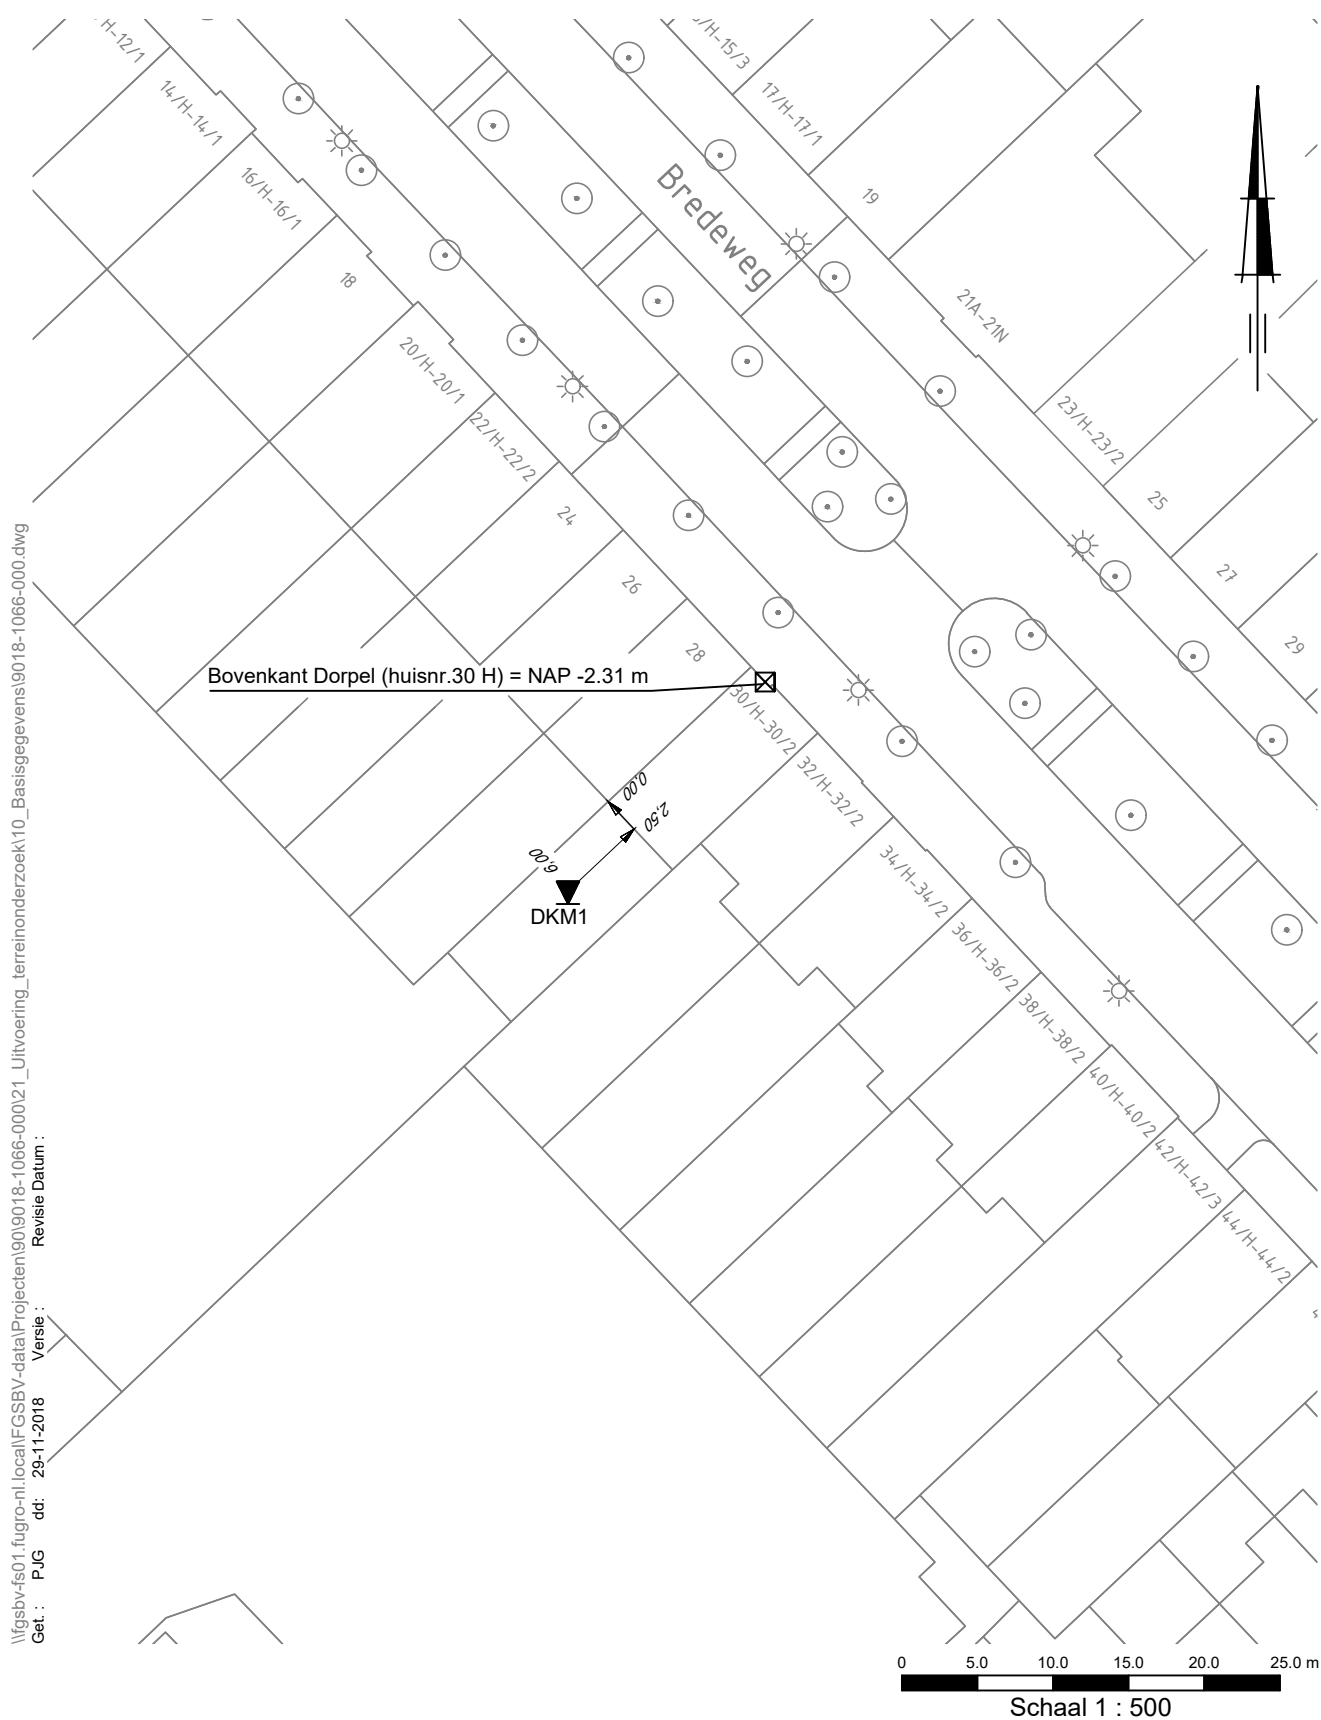 H-12/1
14/H-14/1
16/H-16/1
18
20/H-20/1
22/H-22/2
24
26
28
30/H-30/2
32/H-32/2
34/H-34/2
36/H-36/2
38/H-38/2
40/H-40/2
42/H-42/3
44/H-44/2
/H-15/3
17/H-17/1
19
21A-21N
23/H-23/2
25
27
29
Bredeweg
Bovenkant Dorpel (huisnr.30 H) = NAP -2.31 m
0,00
2,50
6,00
DKM1
\\fgsbv-fs01.fugro-nl.local\FGSBV-data\Projecten\90\9018-1066-000\21_Uitvoering_terreinonderzoek\10_Basisgegevens\9018-1066-000.dwg
Get. : PJG dd: 29-11-2018 Versie : Revisie Datum :
0 5.0 10.0 15.0 20.0 25.0 m
Schaal 1 : 500